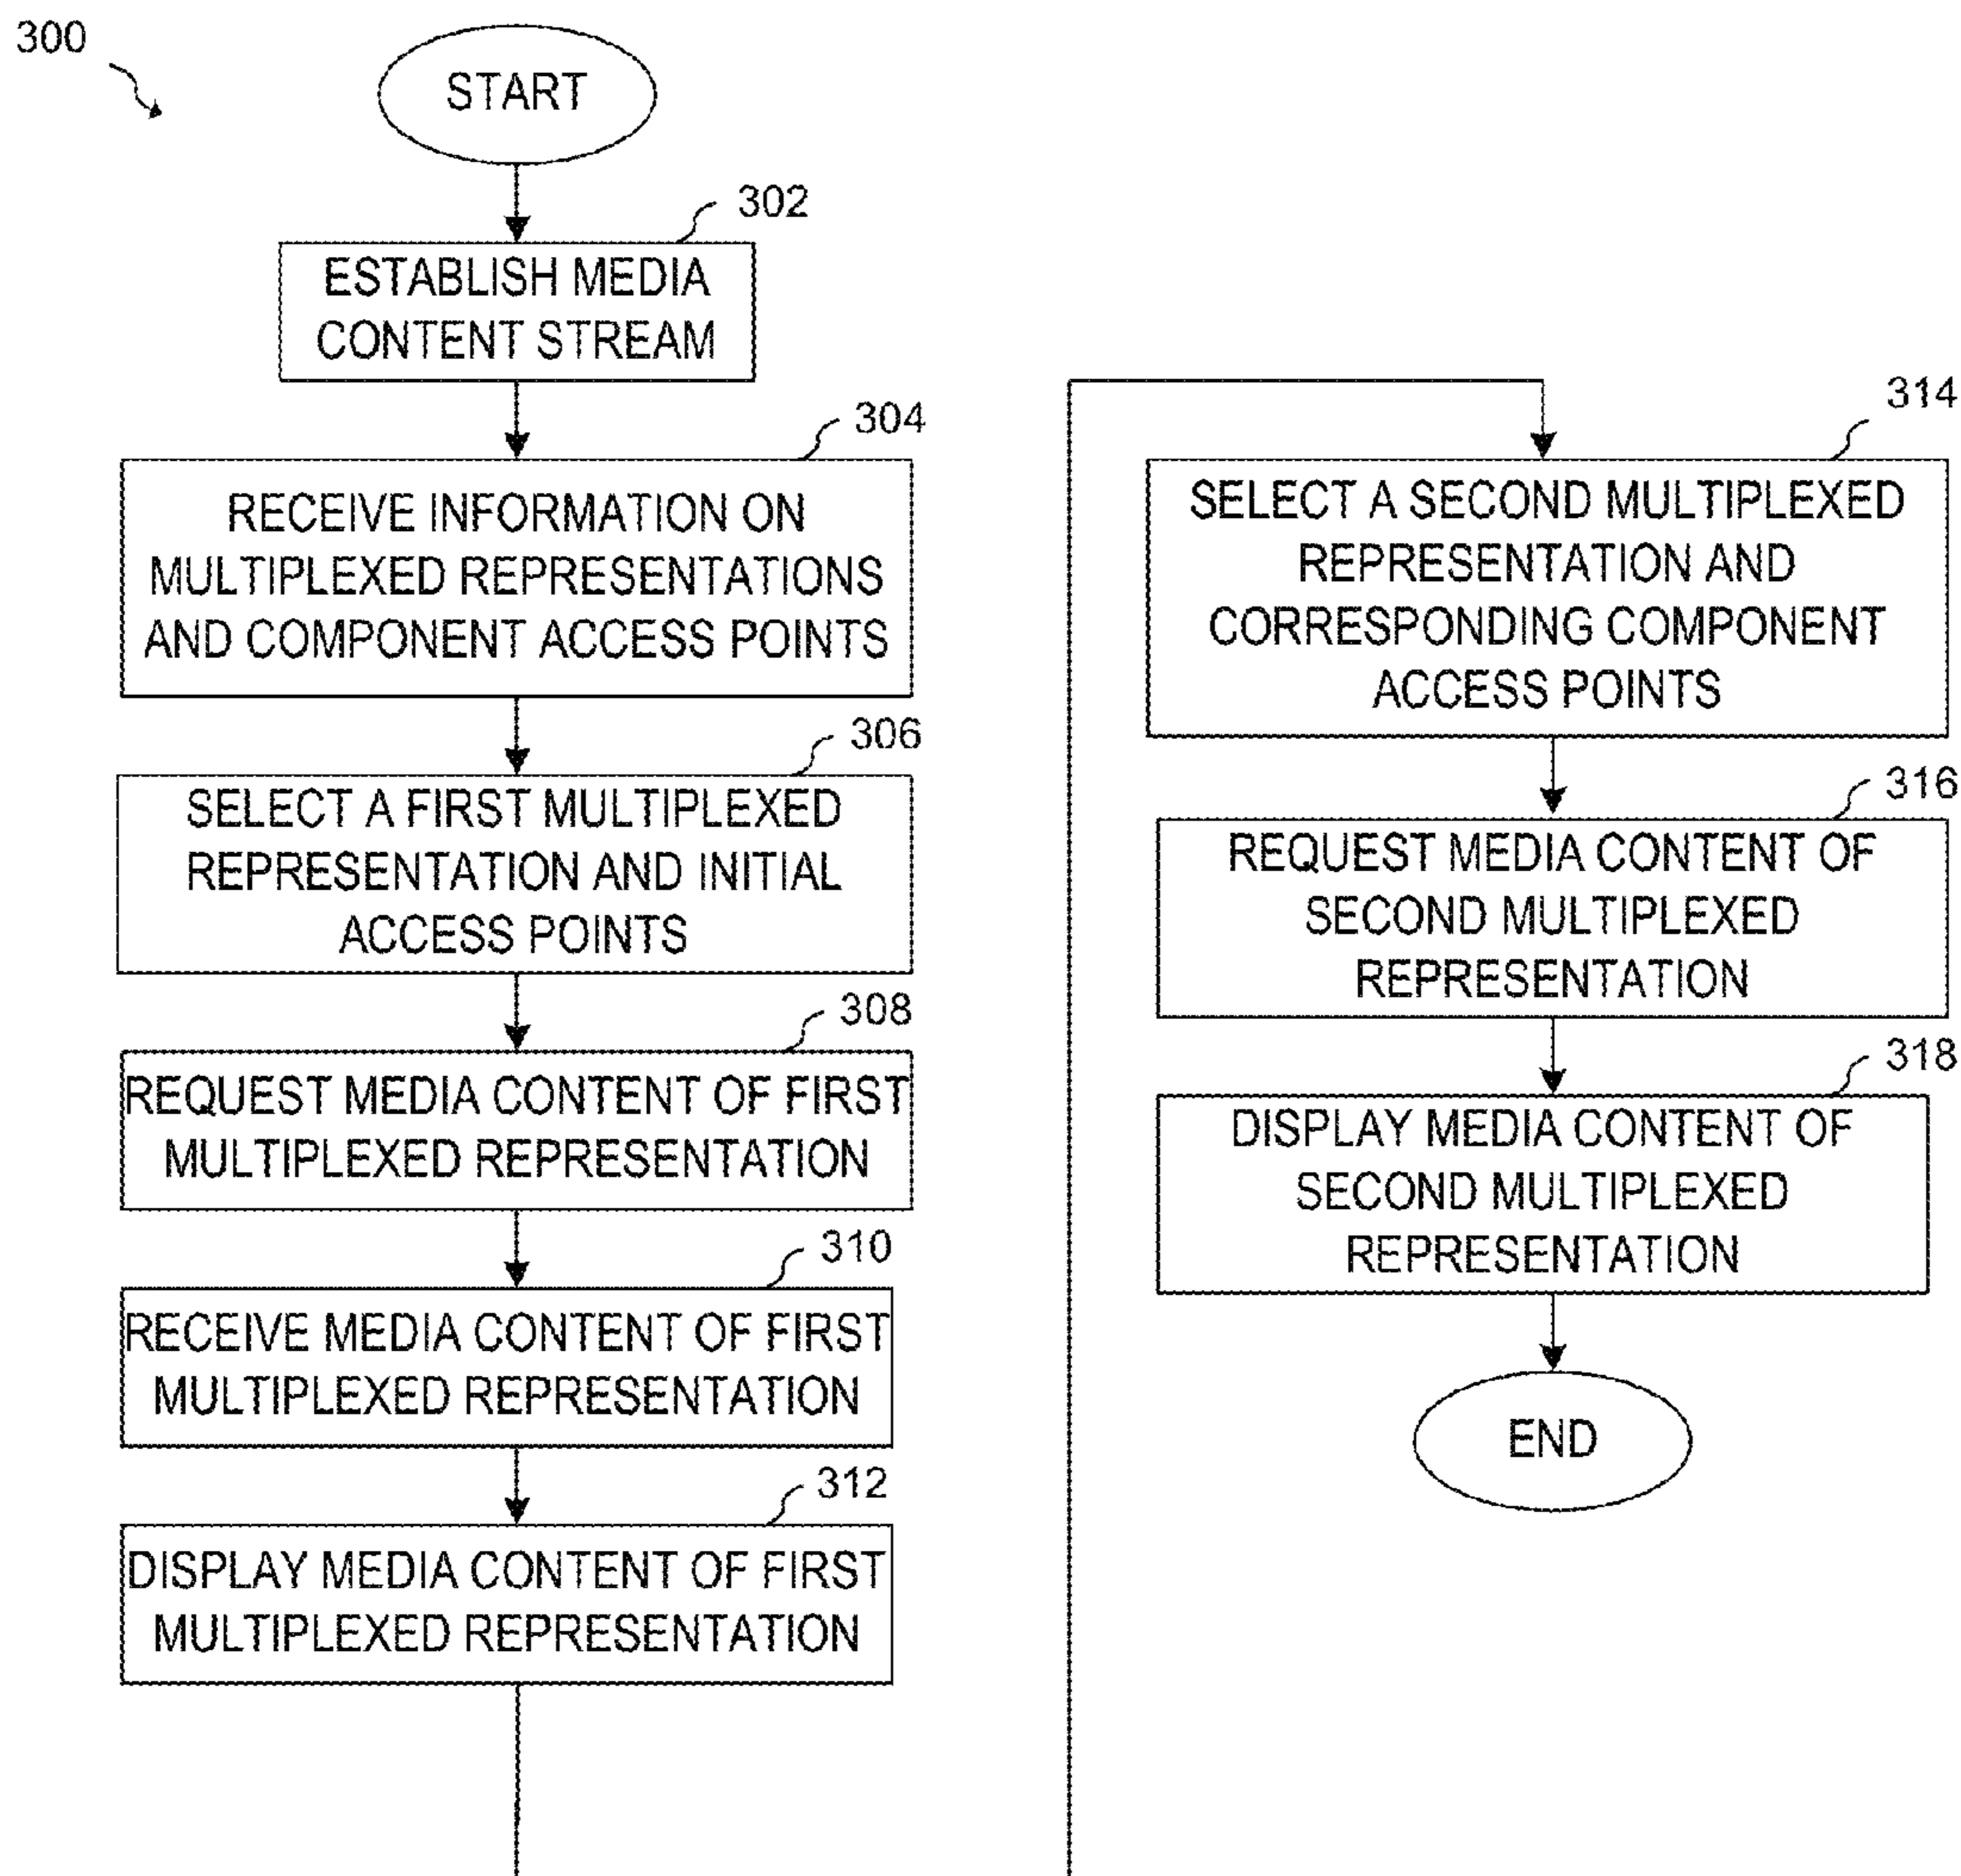 300
START
302
ESTABLISH MEDIA
CONTENT STREAM
304
RECEIVE INFORMATION ON
MULTIPLEXED REPRESENTATIONS
AND COMPONENT ACCESS POINTS
306
SELECT A FIRST MULTIPLEXED
REPRESENTATION AND INITIAL
ACCESS POINTS
308
REQUEST MEDIA CONTENT OF FIRST
MULTIPLEXED REPRESENTATION
310
RECEIVE MEDIA CONTENT OF FIRST
MULTIPLEXED REPRESENTATION
312
DISPLAY MEDIA CONTENT OF FIRST
MULTIPLEXED REPRESENTATION
314
SELECT A SECOND MULTIPLEXED
REPRESENTATION AND
CORRESPONDING COMPONENT
ACCESS POINTS
316
REQUEST MEDIA CONTENT OF
SECOND MULTIPLEXED
REPRESENTATION
318
DISPLAY MEDIA CONTENT OF
SECOND MULTIPLEXED
REPRESENTATION
END